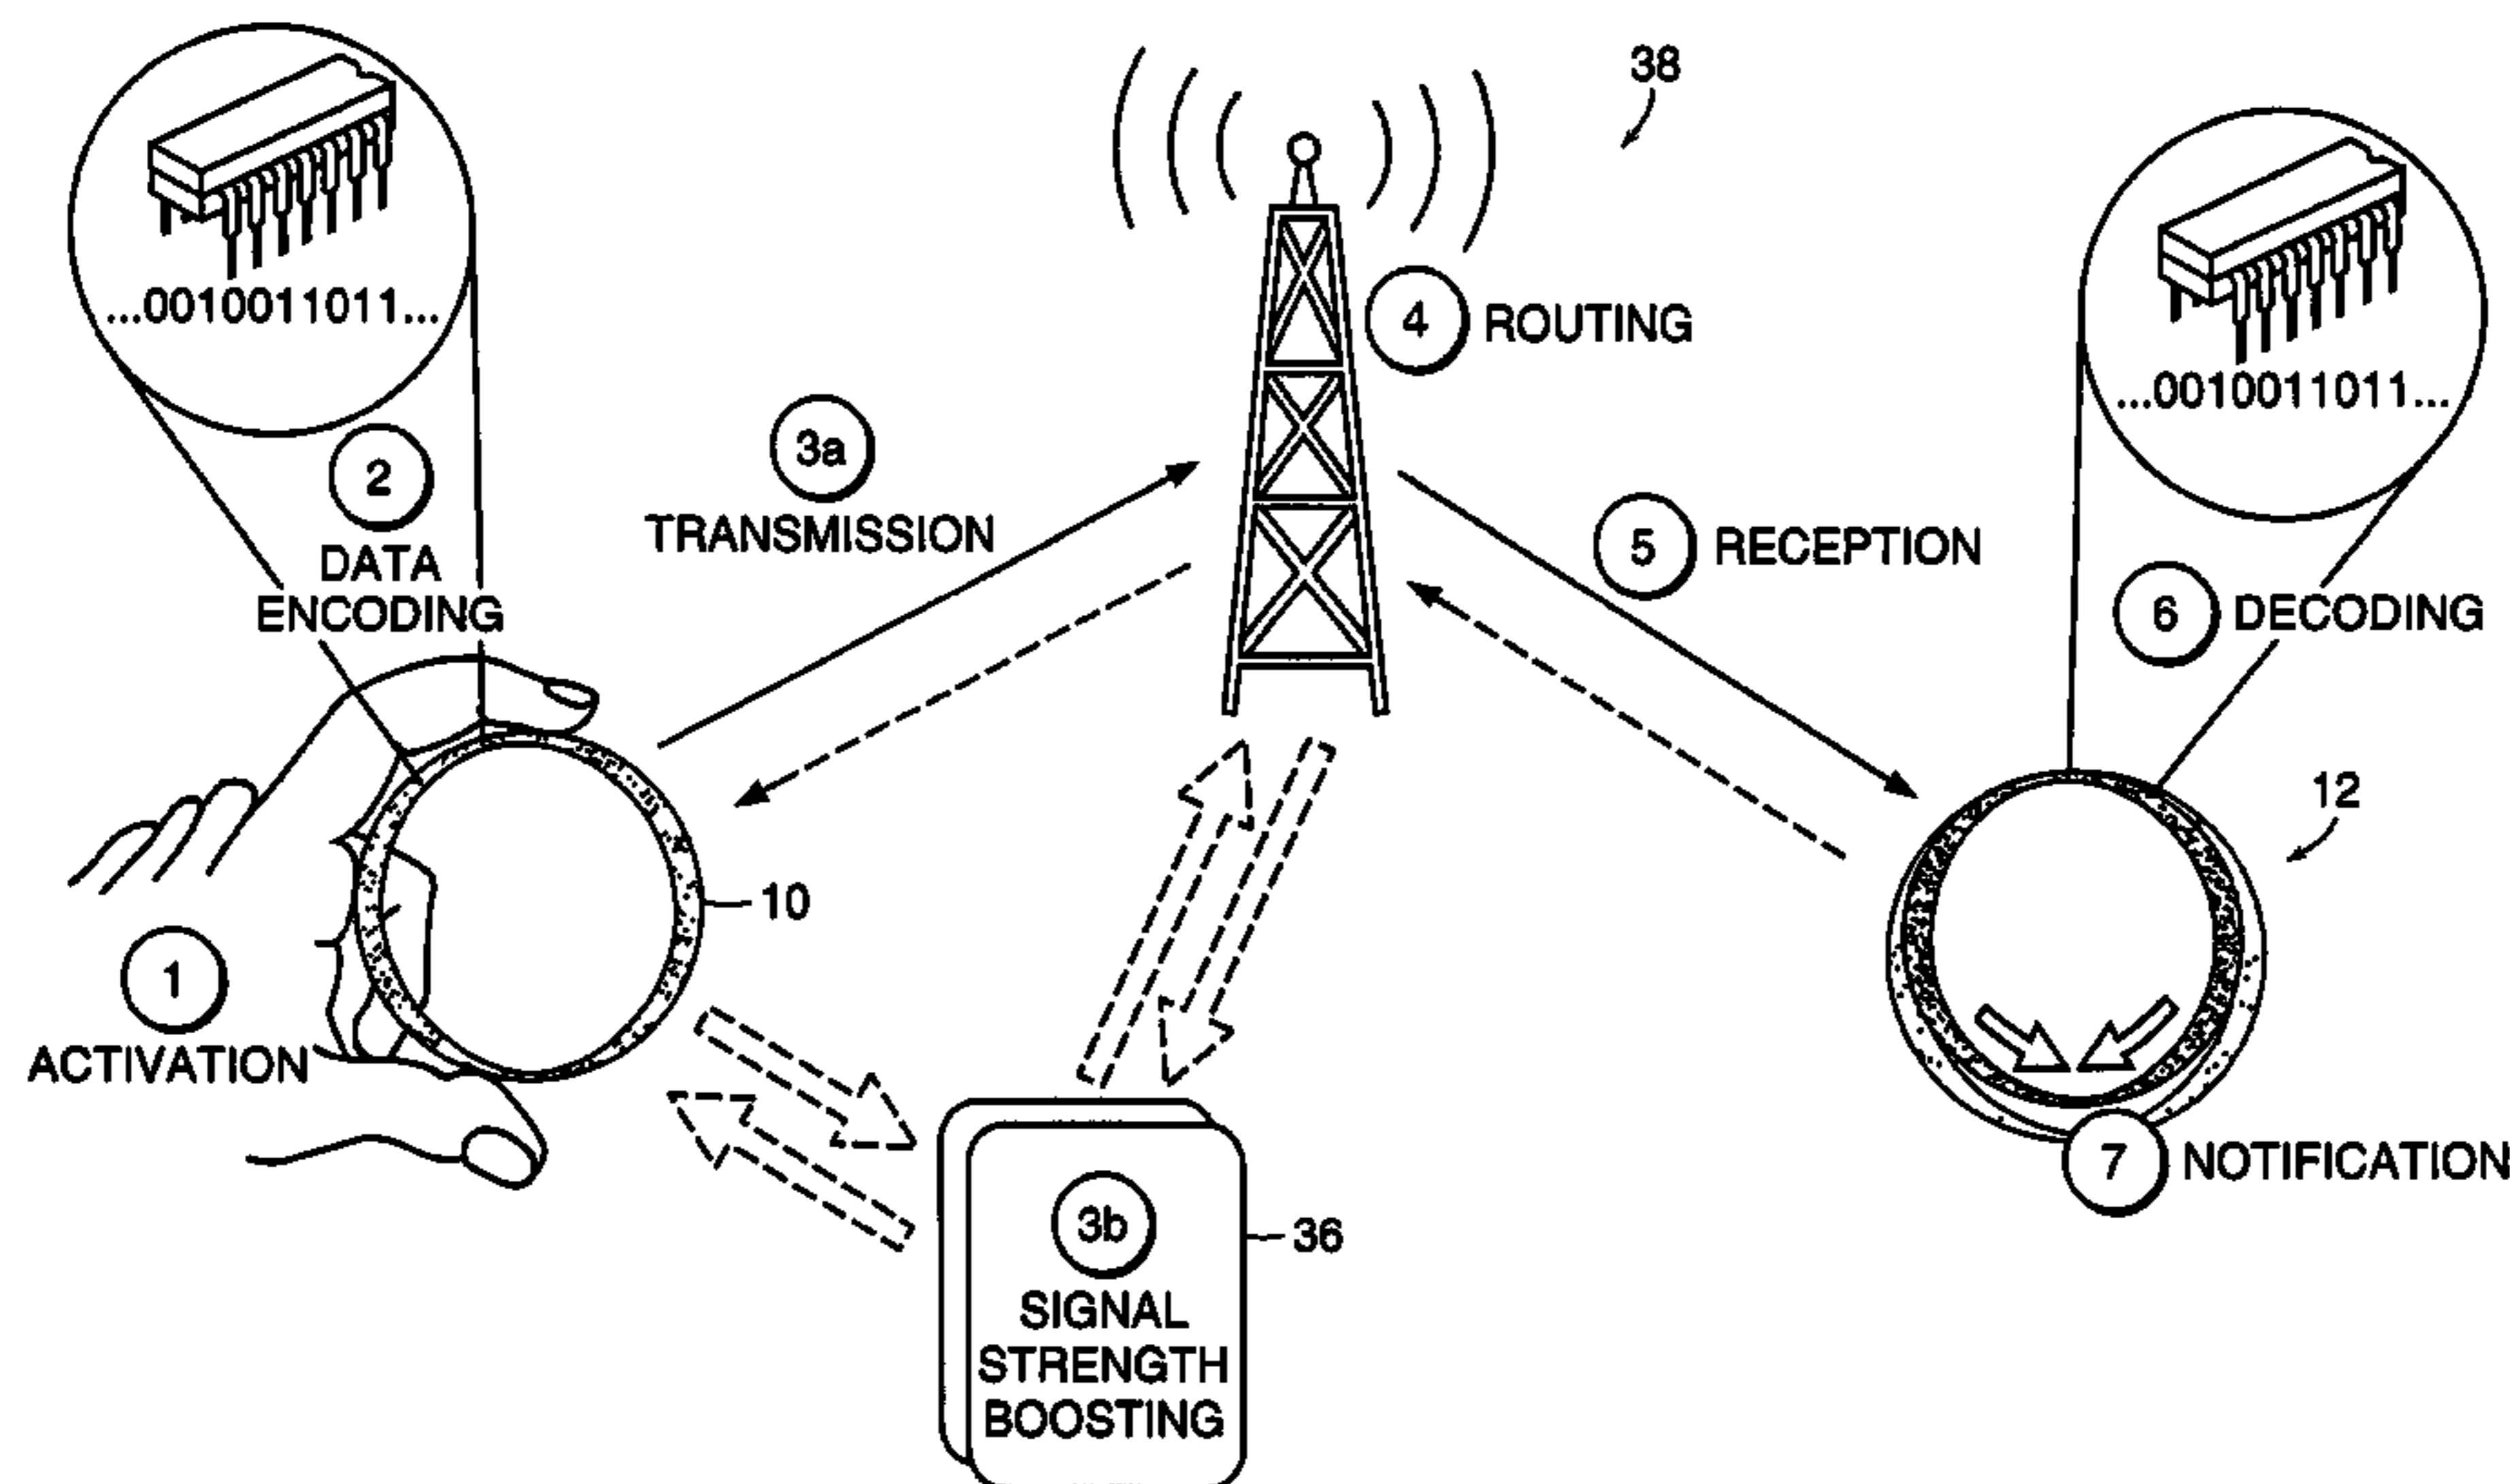 38
...0010011011...
4 ROUTING
...0010011011...
3a
TRANSMISSION
2
DATA
ENCODING
5 RECEPTION
6 DECODING
12
10
1
ACTIVATION
7 NOTIFICATION
3b
SIGNAL
STRENGTH
BOOSTING
36